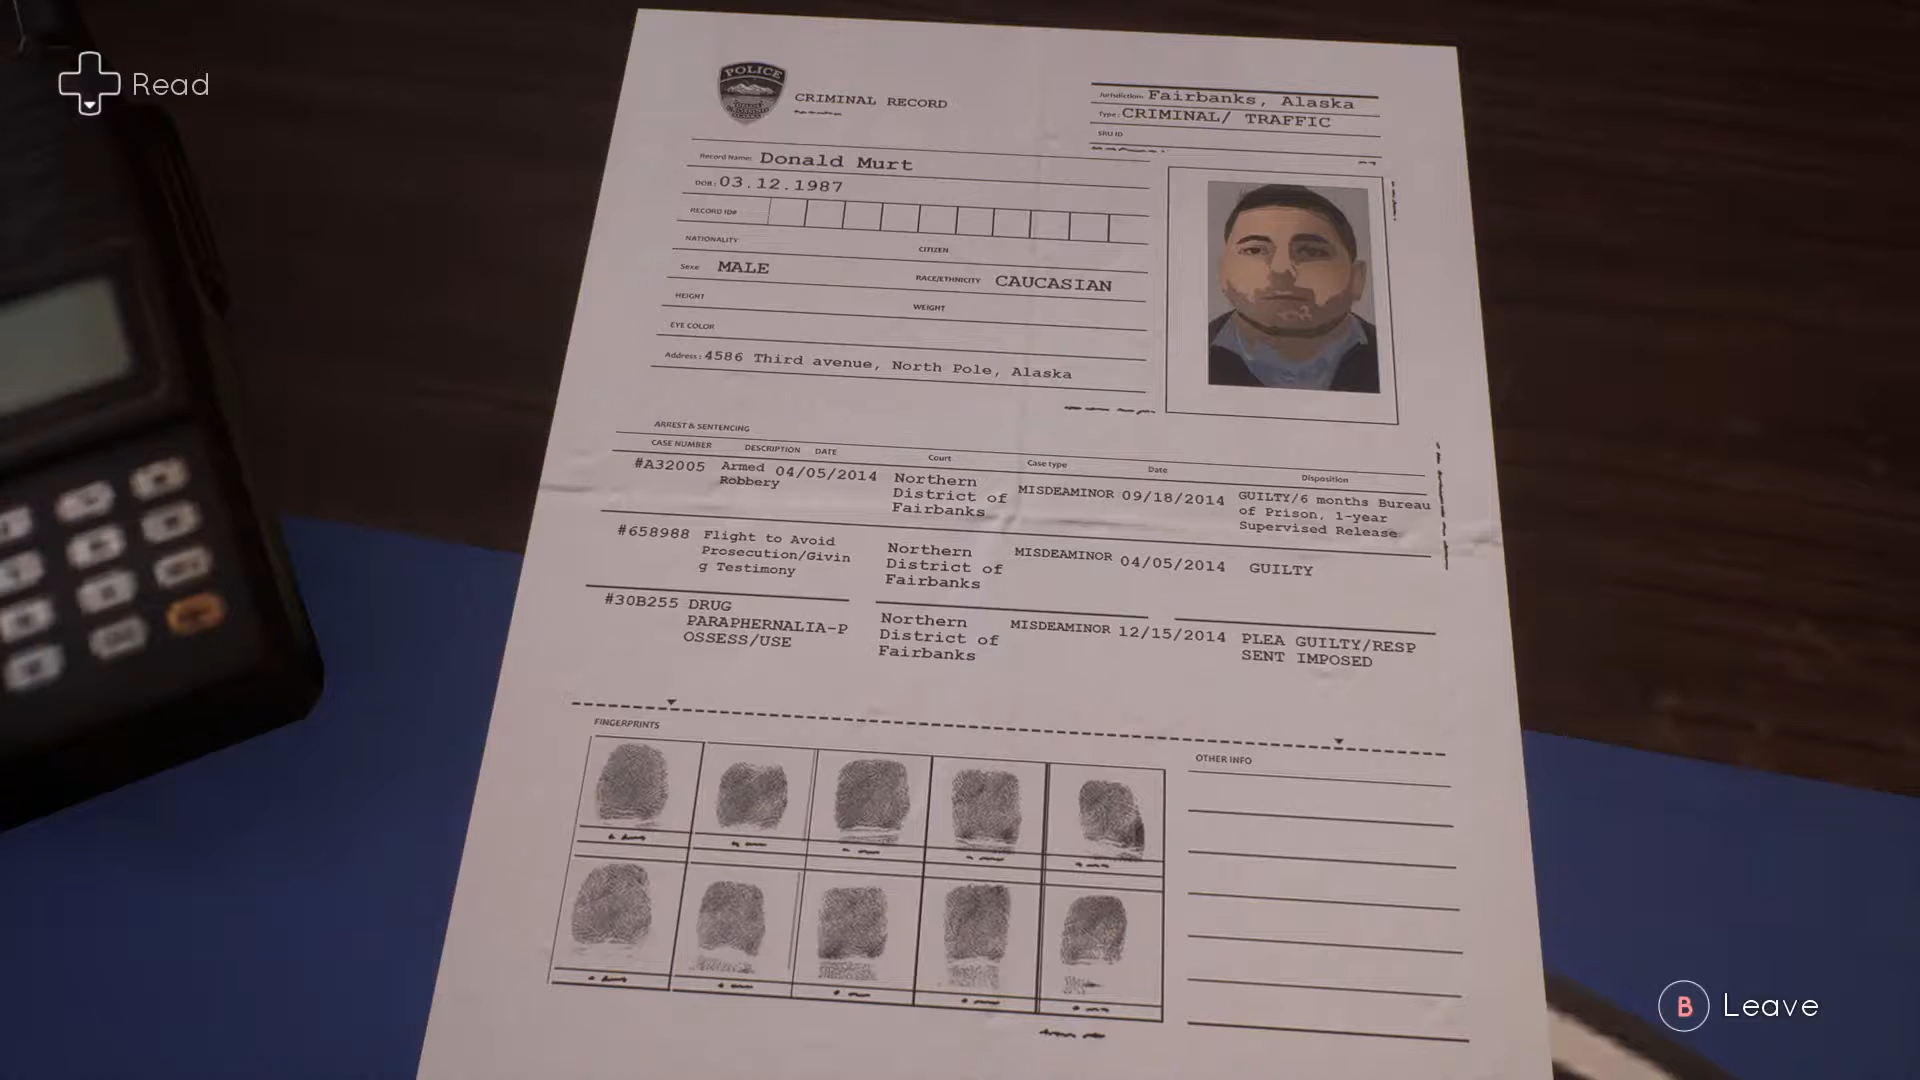 Read
POLICE
CRIMINAL RECORD
Jurisdiction: Fairbanks, Alaska
Type: CRIMINAL/ TRAFFIC
SRU ID
Record Name: Donald Murt
DOB: 03.12.1987
RECORD ID#
NATIONALITY CITIZEN
Sexe MALE RACE/ETHNICITY CAUCASIAN
HEIGHT WEIGHT
EYE COLOR
Address: 4586 Third avenue, North Pole, Alaska
ARREST & SENTENCING
CASE NUMBER DESCRIPTION DATE Court Case type Date Disposition
#A32005 Armed 04/05/2014 Northern MISDEAMINOR 09/18/2014 GUILTY/6 months Bureau
Robbery District of of Prison, 1-year
Fairbanks Supervised Release
#658988 Flight to Avoid Northern MISDEAMINOR 04/05/2014 GUILTY
Prosecution/Givin District of
g Testimony Fairbanks
#30B255 DRUG Northern MISDEAMINOR 12/15/2014 PLEA GUILTY/RESP
PARAPHERNALIA-P District of SENT IMPOSED
OSSESS/USE Fairbanks
FINGERPRINTS
OTHER INFO
B Leave